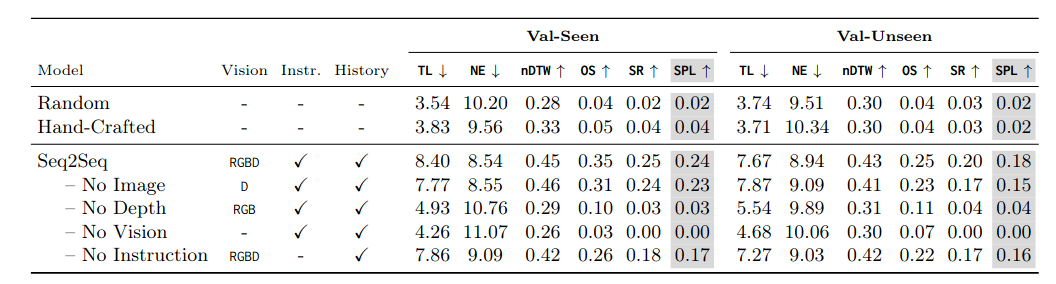 Val-Seen Val-Unseen
Model Vision Instr. History TL ↓ NE ↓ nDTW ↑ OS ↑ SR ↑ SPL ↑ TL ↓ NE ↓ nDTW ↑ OS ↑ SR ↑ SPL ↑
Random - - - 3.54 10.20 0.28 0.04 0.02 0.02 3.74 9.51 0.30 0.04 0.03 0.02
Hand-Crafted - - - 3.83 9.56 0.33 0.05 0.04 0.04 3.71 10.34 0.30 0.04 0.03 0.02
Seq2Seq RGBD ✓ ✓ 8.40 8.54 0.45 0.35 0.25 0.24 7.67 8.94 0.43 0.25 0.20 0.18
– No Image D ✓ ✓ 7.77 8.55 0.46 0.31 0.24 0.23 7.87 9.09 0.41 0.23 0.17 0.15
– No Depth RGB ✓ ✓ 4.93 10.76 0.29 0.10 0.03 0.03 5.54 9.89 0.31 0.11 0.04 0.04
– No Vision - ✓ ✓ 4.26 11.07 0.26 0.03 0.00 0.00 4.68 10.06 0.30 0.07 0.00 0.00
– No Instruction RGBD - ✓ 7.86 9.09 0.42 0.26 0.18 0.17 7.27 9.03 0.42 0.22 0.17 0.16